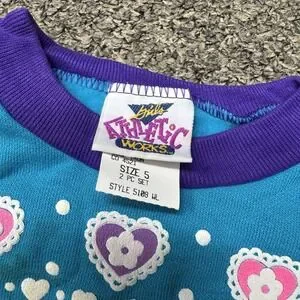 Girls
ATHLETIC
WORKS
SIZE 5
2 PC SET
STYLE 5108 WL